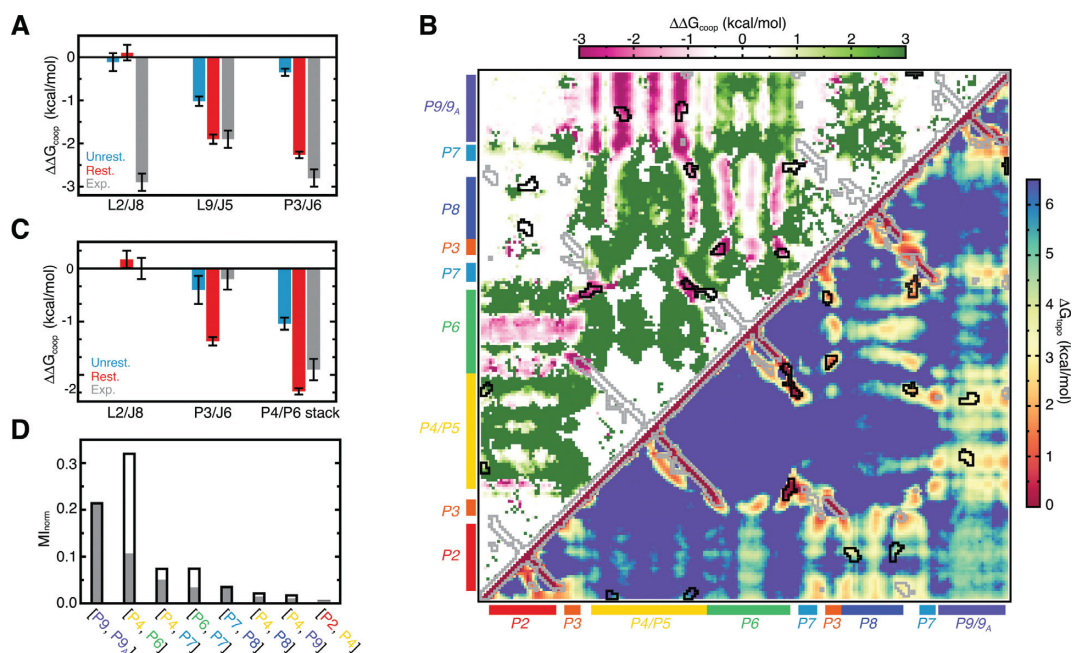 A
ΔΔGcoop (kcal/mol)
0
-1
-2
-3
Unrest.
Rest.
Exp.
L2/J8 L9/J5 P3/J6
B
ΔΔGcoop (kcal/mol)
-3 -2 -1 0 1 2 3
P9/9A
P7
P8
P3
P7
P6
P4/P5
P3
P2
P2 P3 P4/P5 P6 P7 P3 P8 P7 P9/9A
6
5
4
3
2
1
0
ΔGtopo (kcal/mol)
C
ΔΔGcoop (kcal/mol)
0
-1
-2
Unrest.
Rest.
Exp.
L2/J8 P3/J6 P4/P6 stack
D
MInorm
0.3
0.2
0.1
0.0
[P9, P9A]
[P4, P6]
[P4, P7]
[P6, P7]
[P7, P8]
[P4, P8]
[P4, P9]
[P2, P4]